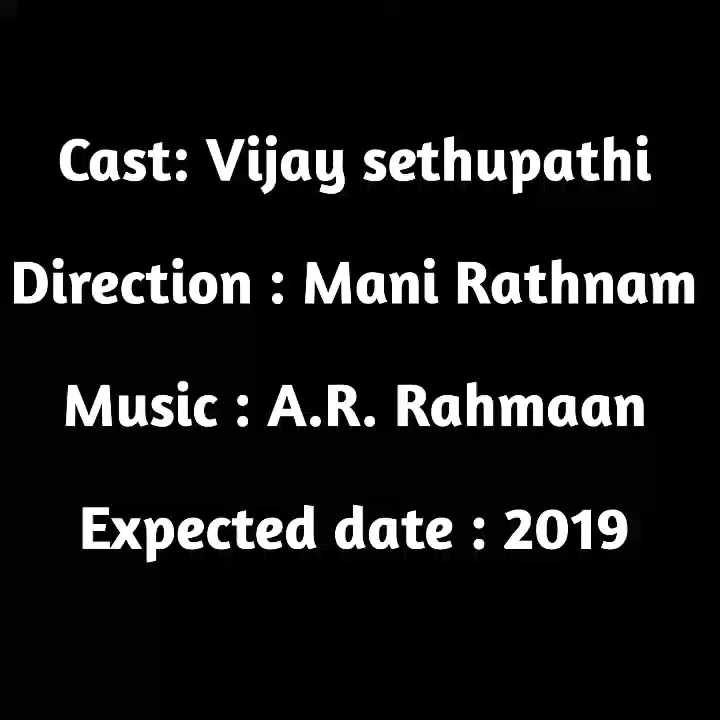 Cast: Vijay sethupathi
Direction : Mani Rathnam
Music : A.R. Rahmaan
Expected date : 2019